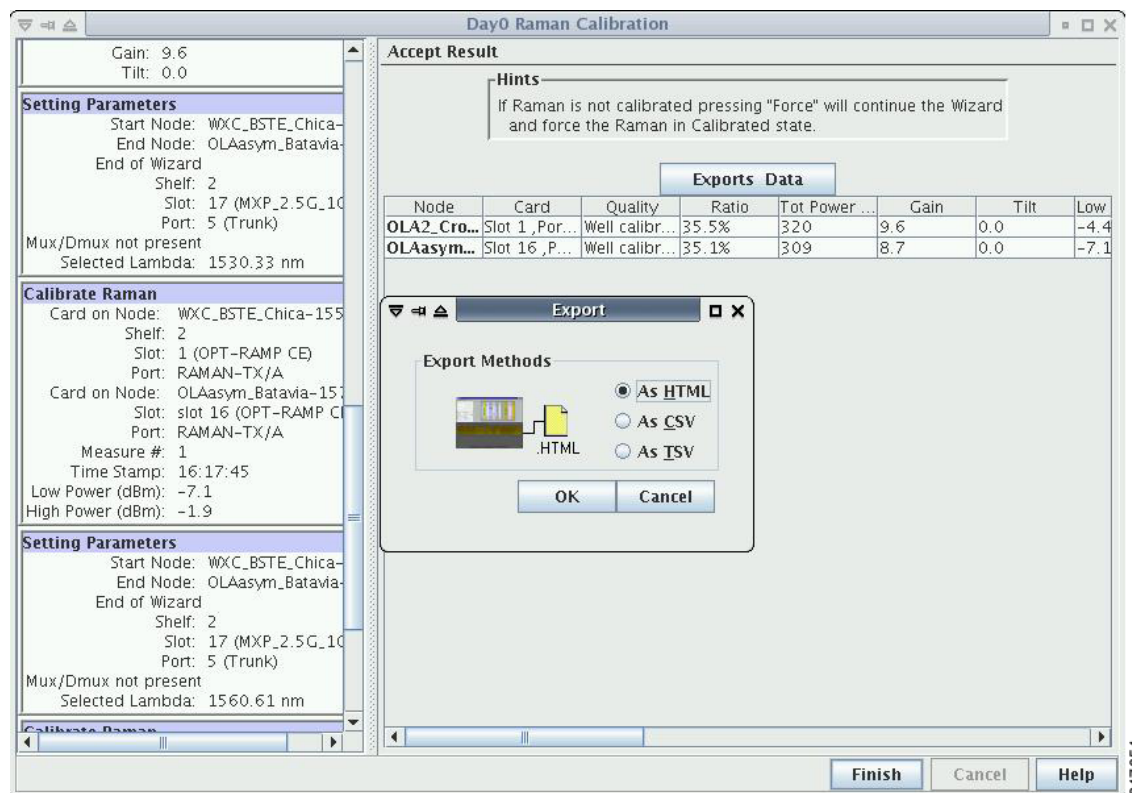 Day0 Raman Calibration
Gain: 9.6
Tilt: 0.0
Setting Parameters
Start Node: WXC_BSTE_Chica-
End Node: OLAasym_Batavia-
End of Wizard
Shelf: 2
Slot: 17 (MXP_2.5G_10
Port: 5 (Trunk)
Mux/Dmux not present
Selected Lambda: 1530.33 nm
Calibrate Raman
Card on Node: WXC_BSTE_Chica-155
Shelf: 2
Slot: 1 (OPT-RAMP CE)
Port: RAMAN-TX/A
Card on Node: OLAasym_Batavia-157
Slot: slot 16 (OPT-RAMP CE
Port: RAMAN-TX/A
Measure #: 1
Time Stamp: 16:17:45
Low Power (dBm): -7.1
High Power (dBm): -1.9
Setting Parameters
Start Node: WXC_BSTE_Chica-
End Node: OLAasym_Batavia-
End of Wizard
Shelf: 2
Slot: 17 (MXP_2.5G_10
Port: 5 (Trunk)
Mux/Dmux not present
Selected Lambda: 1560.61 nm
Calibrate Raman
Accept Result
Hints
If Raman is not calibrated pressing "Force" will continue the Wizard
and force the Raman in Calibrated state.
Exports Data
Node Card Quality Ratio Tot Power ... Gain Tilt Low
OLA2_Cro... Slot 1 ,Por... Well calibr... 35.5% 320 9.6 0.0 -4.4
OLAasym... Slot 16 ,P... Well calibr... 35.1% 309 8.7 0.0 -7.1
Export
Export Methods
.HTML
As HTML
As CSV
As TSV
OK Cancel
Finish Cancel Help